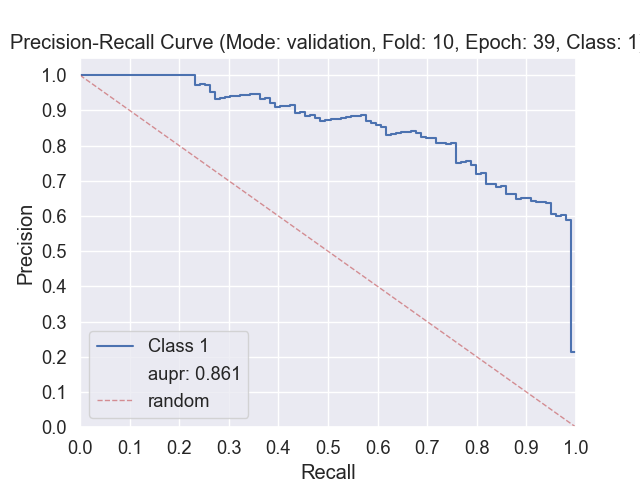 Precision-Recall Curve (Mode: validation, Fold: 10, Epoch: 39, Class: 1
1.0
0.9
0.8
0.7
0.6
0.5
0.4
0.3
0.2
0.1
0.0
Precision
Class 1
aupr: 0.861
random
0.0 0.1 0.2 0.3 0.4 0.5 0.6 0.7 0.8 0.9 1.0
Recall